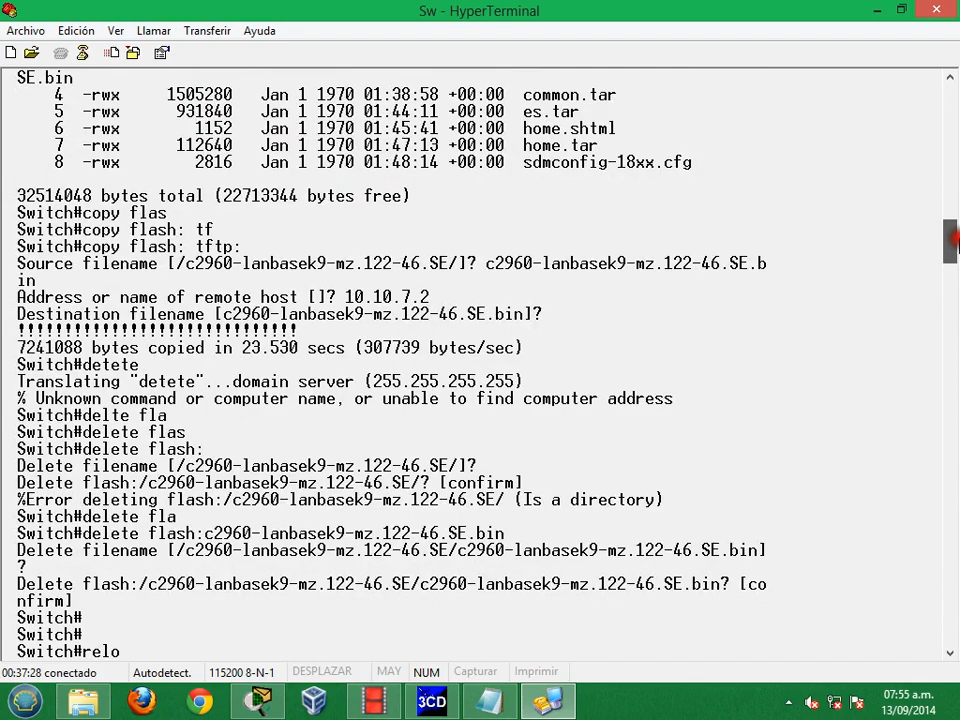 Sw - HyperTerminal
Archivo Edición Ver Llamar Transferir Ayuda
SE.bin
4 -rwx 1505280 Jan 1 1970 01:38:58 +00:00 common.tar
5 -rwx 931840 Jan 1 1970 01:44:11 +00:00 es.tar
6 -rwx 1152 Jan 1 1970 01:45:41 +00:00 home.shtml
7 -rwx 112640 Jan 1 1970 01:47:13 +00:00 home.tar
8 -rwx 2816 Jan 1 1970 01:48:14 +00:00 sdmconfig-18xx.cfg
32514048 bytes total (22713344 bytes free)
Switch#copy flas
Switch#copy flash: tf
Switch#copy flash: tftp:
Source filename [/c2960-lanbasek9-mz.122-46.SE/]? c2960-lanbasek9-mz.122-46.SE.b
in
Address or name of remote host []? 10.10.7.2
Destination filename [c2960-lanbasek9-mz.122-46.SE.bin]?
!!!!!!!!!!!!!!!!!!!!!!!!!!!!!!
7241088 bytes copied in 23.530 secs (307739 bytes/sec)
Switch#detete
Translating "detete"...domain server (255.255.255.255)
% Unknown command or computer name, or unable to find computer address
Switch#delte fla
Switch#delete flas
Switch#delete flash:
Delete filename [/c2960-lanbasek9-mz.122-46.SE/]?
Delete flash:/c2960-lanbasek9-mz.122-46.SE/? [confirm]
%Error deleting flash:/c2960-lanbasek9-mz.122-46.SE/ (Is a directory)
Switch#delete fla
Switch#delete flash:c2960-lanbasek9-mz.122-46.SE.bin
Delete filename [/c2960-lanbasek9-mz.122-46.SE/c2960-lanbasek9-mz.122-46.SE.bin]
?
Delete flash:/c2960-lanbasek9-mz.122-46.SE/c2960-lanbasek9-mz.122-46.SE.bin? [co
nfirm]
Switch#
Switch#
Switch#relo
00:37:28 conectado Autodetect. 115200 8-N-1 DESPLAZAR MAY NUM Capturar Imprimir
3CD
07:55 a.m.
13/09/2014